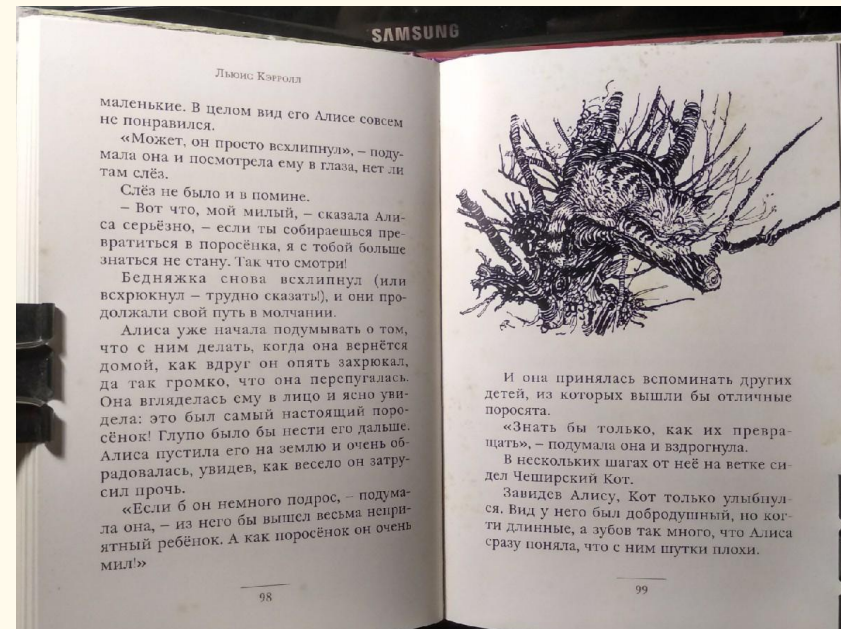 SAMSUNG
Льюис Кэрролл
маленькие. В целом вид его Алисе совсем
не понравился.
«Может, он просто всхлипнул», – поду-
мала она и посмотрела ему в глаза, нет ли
там слёз.
Слёз не было и в помине.
– Вот что, мой милый, – сказала Али-
са серьёзно, – если ты собираешься пре-
вратиться в поросёнка, я с тобой больше
знаться не стану. Так что смотри!
Бедняжка снова всхлипнул (или
всхрюкнул – трудно сказать!), и они про-
должали свой путь в молчании.
Алиса уже начала подумывать о том,
что с ним делать, когда она вернётся
домой, как вдруг он опять захрюкал,
да так громко, что она перепугалась.
Она вгляделась ему в лицо и ясно уви-
дела: это был самый настоящий поро-
сёнок! Глупо было бы нести его дальше.
Алиса пустила его на землю и очень об-
радовалась, увидев, как весело он затру-
сил прочь.
«Если б он немного подрос, – подума-
ла она, – из него бы вышел весьма непри-
ятный ребёнок. А как поросёнок он очень
мил!»
98
И она принялась вспоминать других
детей, из которых вышли бы отличные
поросята.
«Знать бы только, как их превра-
щать», – подумала она и вздрогнула.
В нескольких шагах от неё на ветке си-
дел Чеширский Кот.
Завидев Алису, Кот только улыбнул-
ся. Вид у него был добродушный, но ког-
ти длинные, а зубов так много, что Алиса
сразу поняла, что с ним шутки плохи.
99